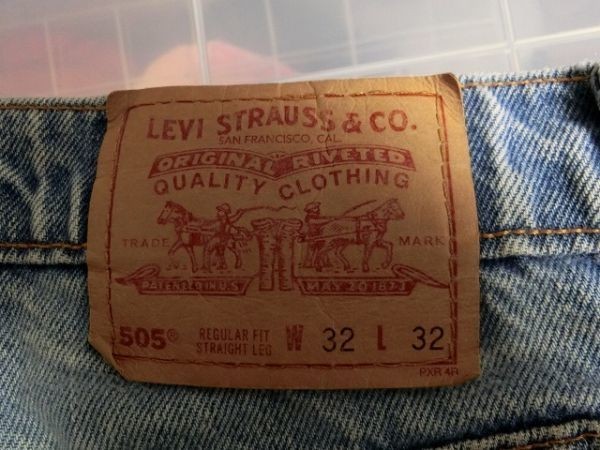 LEVI STRAUSS & CO.
SAN FRANCISCO, CAL.
ORIGINAL RIVETED
QUALITY CLOTHING
TRADE MARK
PATENTED IN U.S. MAY 20 1873
505® REGULAR FIT STRAIGHT LEG W 32 L 32
PXR 4R